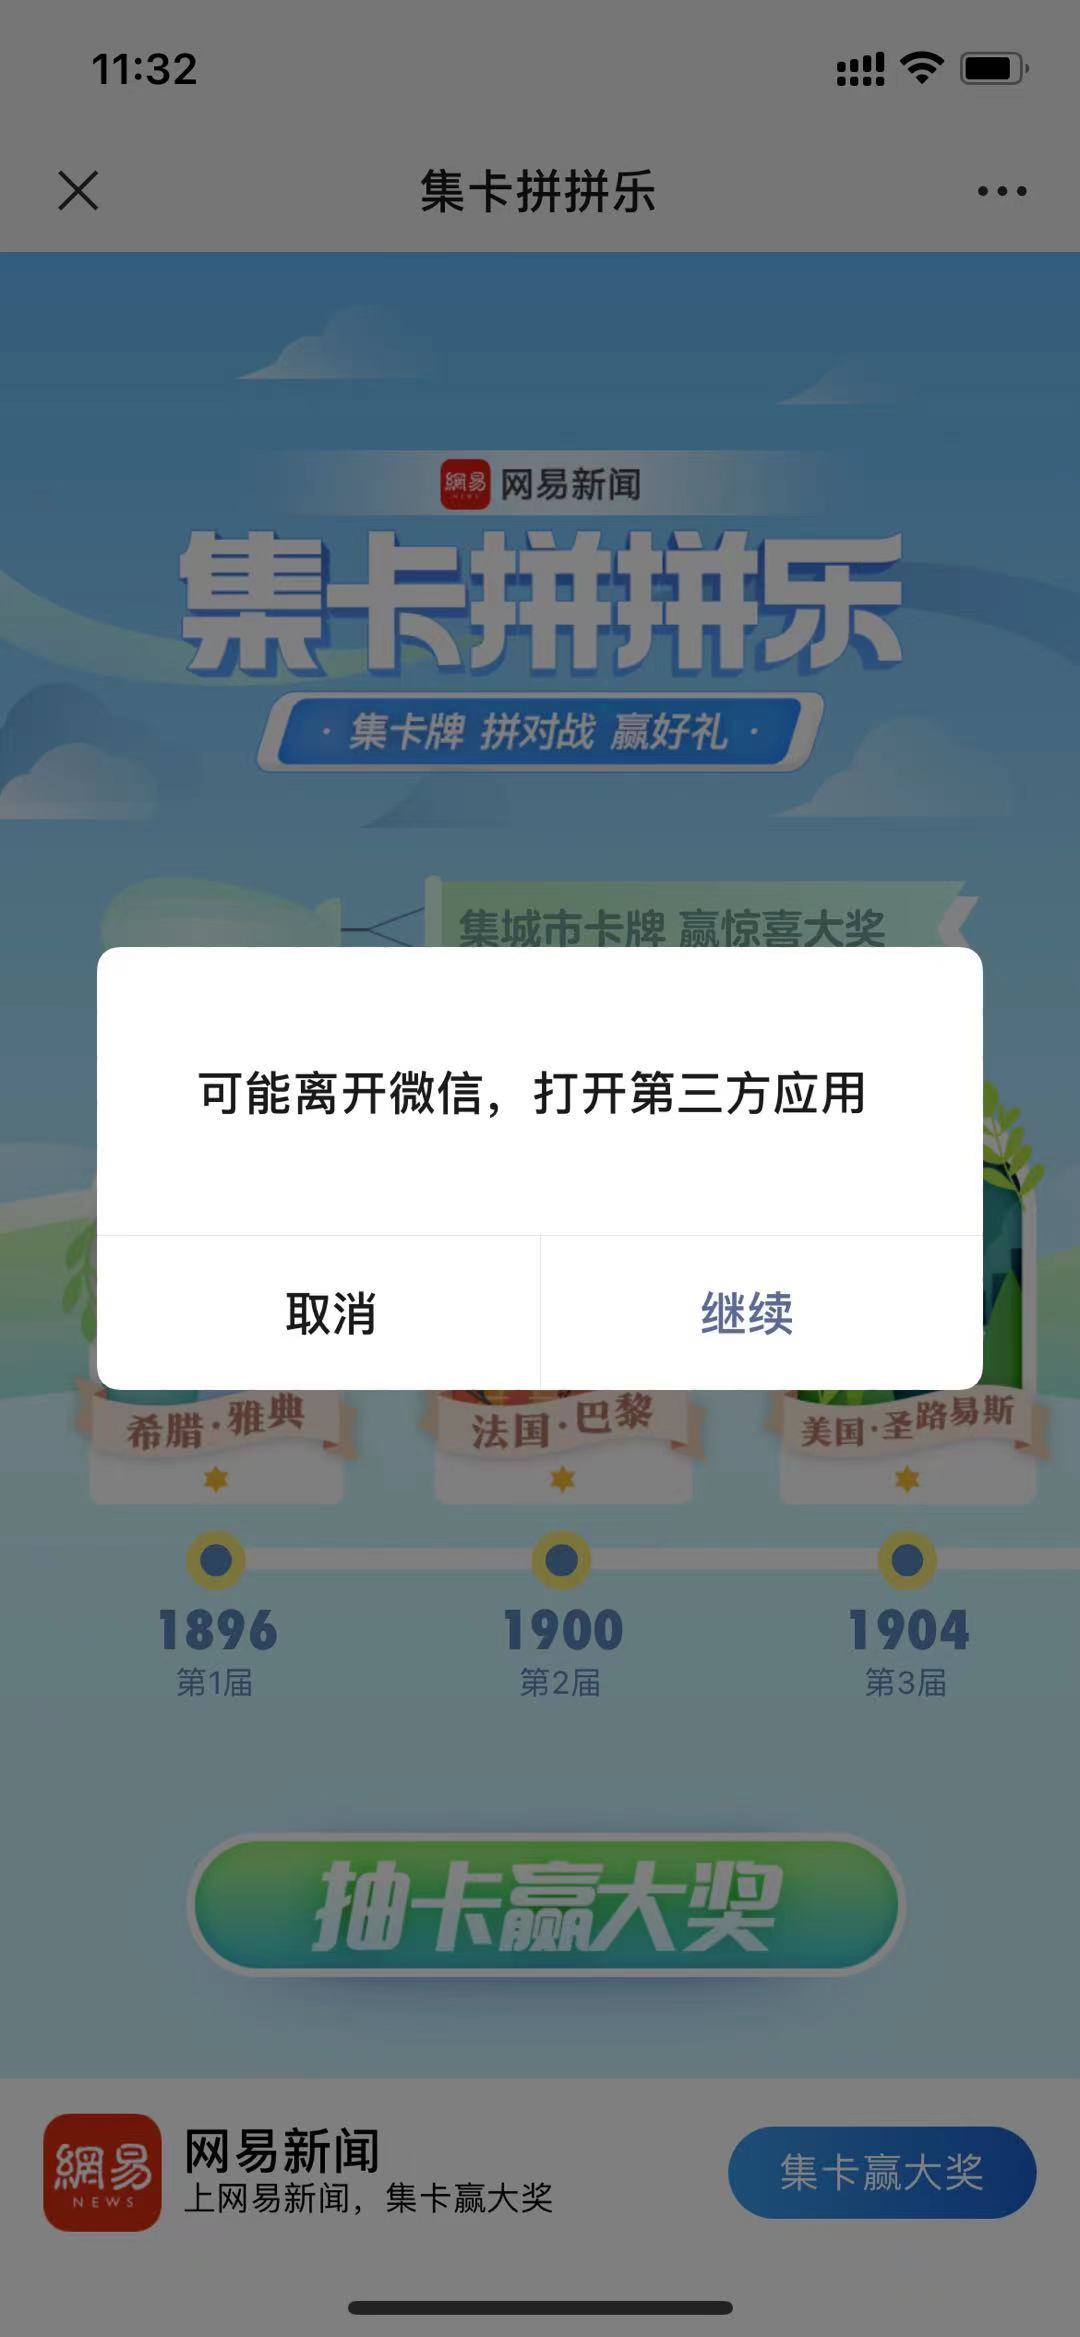 11:32
集卡拼拼乐
網易
NEWS
网易新闻
集卡拼拼乐
· 集卡牌 拼对战 赢好礼 ·
集城市卡牌 赢惊喜大奖
可能离开微信，打开第三方应用
取消
继续
希腊·雅典
法国·巴黎
美国·圣路易斯
1896
1900
1904
第1届
第2届
第3届
抽卡赢大奖
網易
NEWS
网易新闻
上网易新闻，集卡赢大奖
集卡赢大奖